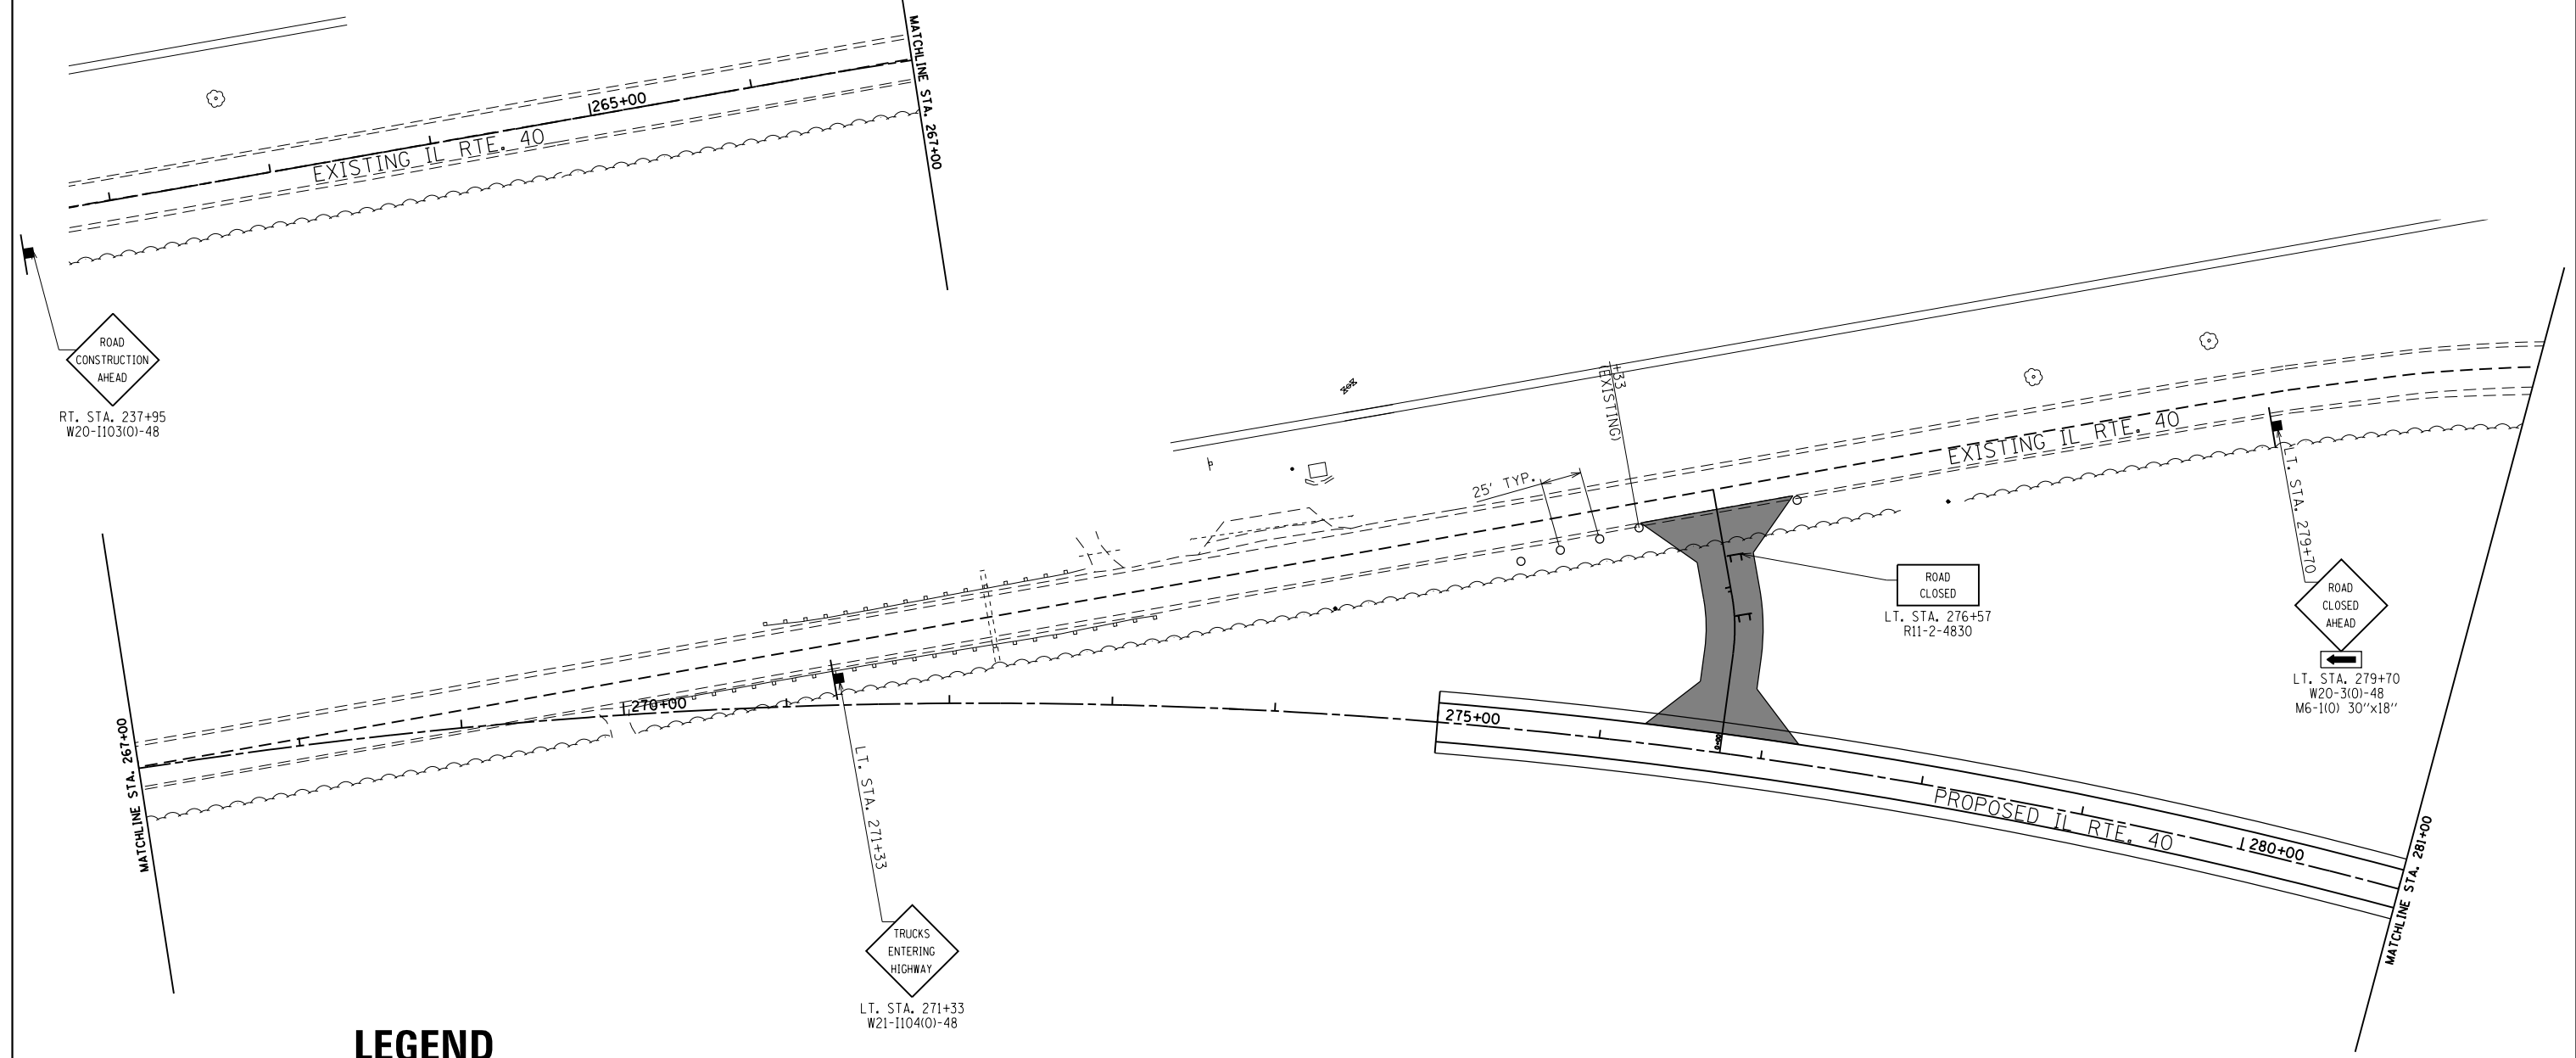 MATCHLINE STA. 267+00
265+00
EXISTING IL RTE. 40
ROAD
CONSTRUCTION
AHEAD
RT. STA. 237+95
W20-I103(O)-48
+33
(EXISTING)
25' TYP.
EXISTING IL RTE. 40
LT. STA. 279+70
ROAD
CLOSED
LT. STA. 276+57
R11-2-4830
ROAD
CLOSED
AHEAD
LT. STA. 279+70
W20-3(O)-48
M6-1(O) 30"x18"
MATCHLINE STA. 267+00
270+00
LT. STA. 271+33
275+00
PROPOSED IL RTE. 40
280+00
MATCHLINE STA. 281+00
TRUCKS
ENTERING
HIGHWAY
LT. STA. 271+33
W21-I104(O)-48
LEGEND